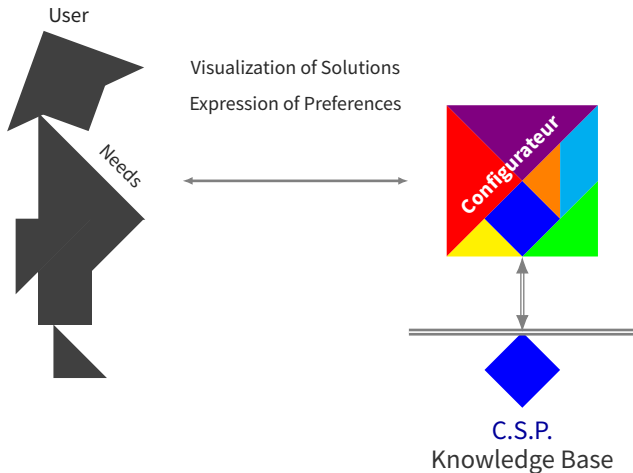 User
Visualization of Solutions
Expression of Preferences
Needs
Configurateur
C.S.P.
Knowledge Base